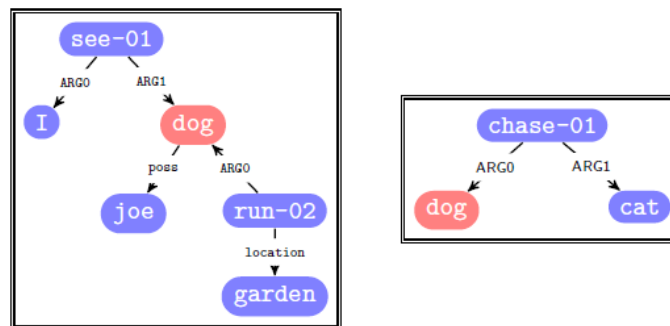 see-01
ARG0 ARG1
I
dog
poss ARG0
joe run-02
location
garden
chase-01
ARG0 ARG1
dog cat